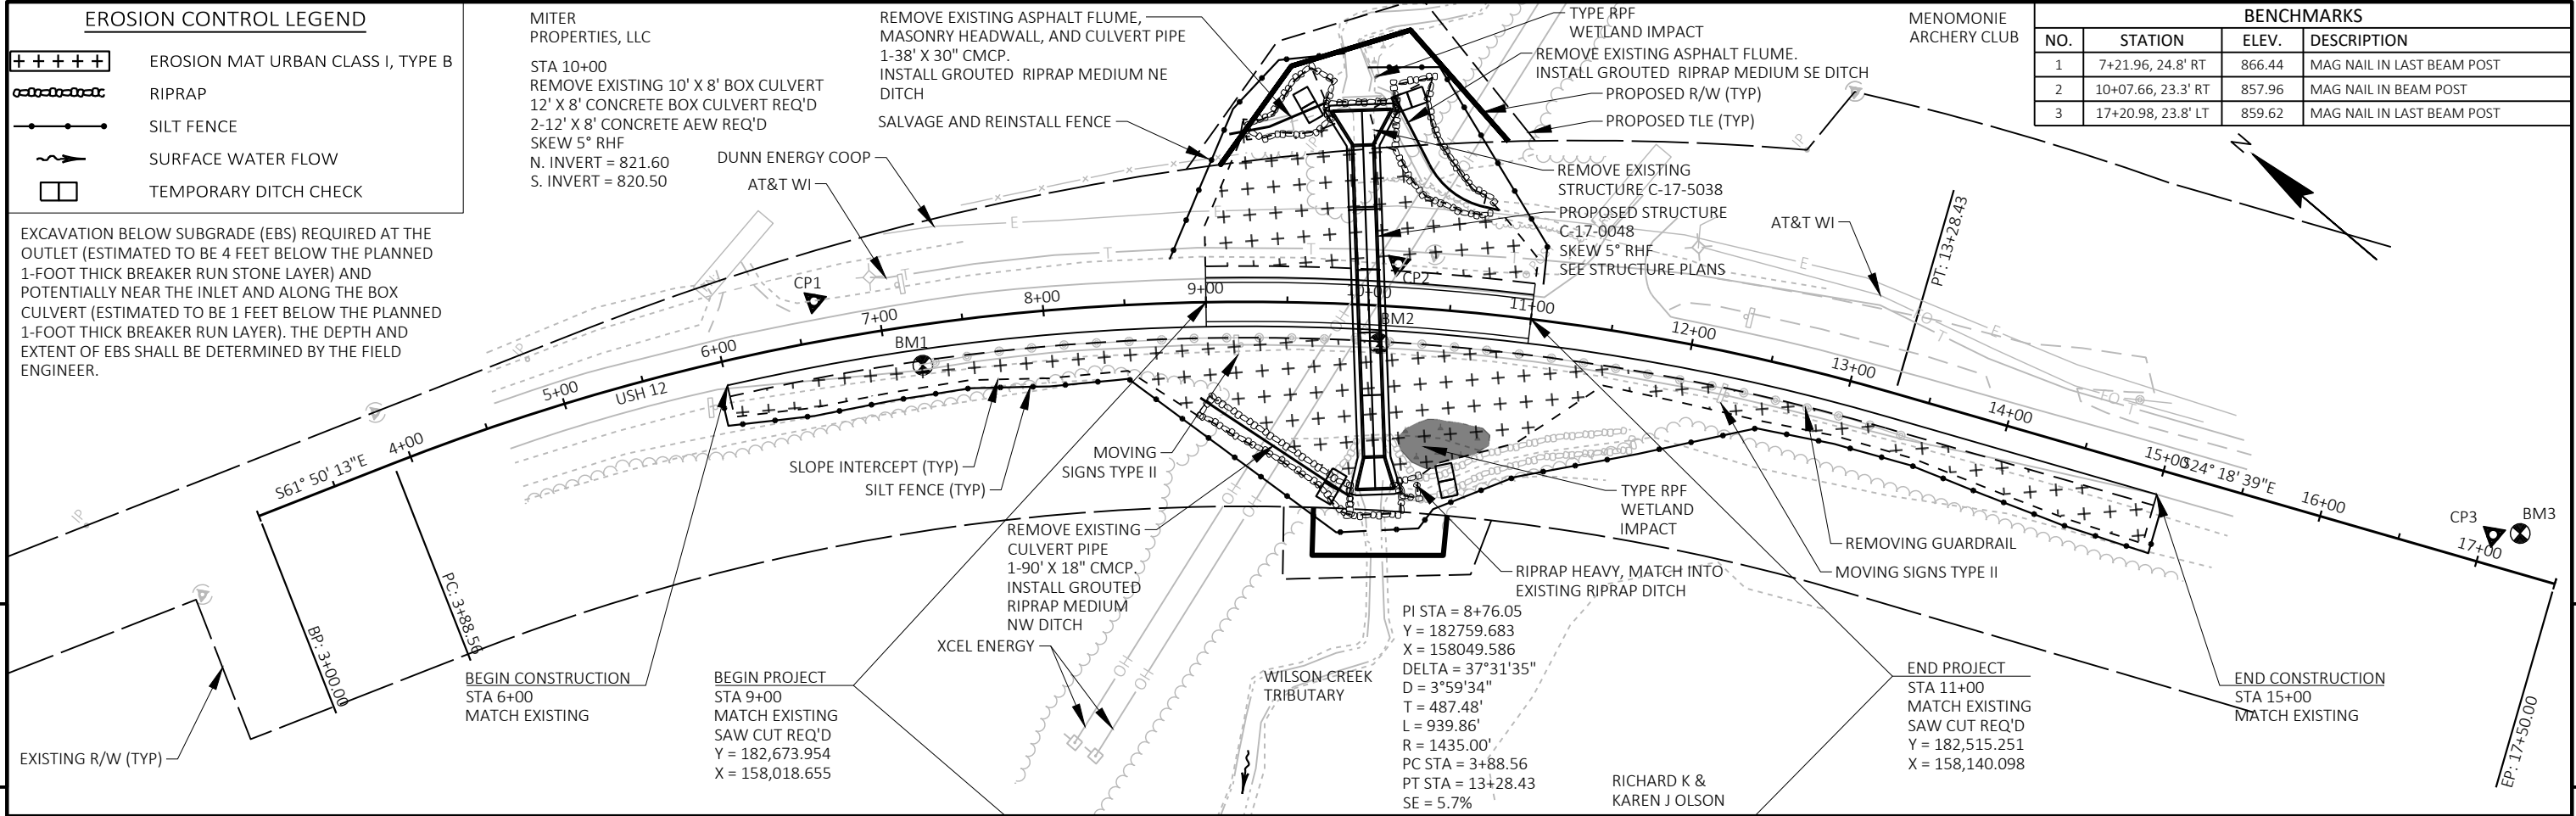 EROSION CONTROL LEGEND
EROSION MAT URBAN CLASS I, TYPE B
RIPRAP
SILT FENCE
SURFACE WATER FLOW
TEMPORARY DITCH CHECK
EXCAVATION BELOW SUBGRADE (EBS) REQUIRED AT THE
OUTLET (ESTIMATED TO BE 4 FEET BELOW THE PLANNED
1-FOOT THICK BREAKER RUN STONE LAYER) AND
POTENTIALLY NEAR THE INLET AND ALONG THE BOX
CULVERT (ESTIMATED TO BE 1 FEET BELOW THE PLANNED
1-FOOT THICK BREAKER RUN LAYER). THE DEPTH AND
EXTENT OF EBS SHALL BE DETERMINED BY THE FIELD
ENGINEER.
MITER
PROPERTIES, LLC
STA 10+00
REMOVE EXISTING 10' X 8' BOX CULVERT
12' X 8' CONCRETE BOX CULVERT REQ'D
2-12' X 8' CONCRETE AEW REQ'D
SKEW 5° RHF
N. INVERT = 821.60
S. INVERT = 820.50
DUNN ENERGY COOP
AT&T WI
REMOVE EXISTING ASPHALT FLUME,
MASONRY HEADWALL, AND CULVERT PIPE
1-38' X 30" CMCP.
INSTALL GROUTED RIPRAP MEDIUM NE
DITCH
SALVAGE AND REINSTALL FENCE
TYPE RPF
WETLAND IMPACT
REMOVE EXISTING ASPHALT FLUME.
INSTALL GROUTED RIPRAP MEDIUM SE DITCH
PROPOSED R/W (TYP)
PROPOSED TLE (TYP)
REMOVE EXISTING
STRUCTURE C-17-5038
PROPOSED STRUCTURE
C-17-0048
SKEW 5° RHF
SEE STRUCTURE PLANS
MENOMONIE
ARCHERY CLUB
BENCHMARKS
NO. STATION ELEV. DESCRIPTION
1 7+21.96, 24.8' RT 866.44 MAG NAIL IN LAST BEAM POST
2 10+07.66, 23.3' RT 857.96 MAG NAIL IN BEAM POST
3 17+20.98, 23.8' LT 859.62 MAG NAIL IN LAST BEAM POST
N
AT&T WI
PT: 13+28.43
CP1
CP2
BM1
BM2
CP3
BM3
S61° 50' 13"E
4+00
5+00
USH 12
6+00
7+00
8+00
9+00
10+00
11+00
12+00
13+00
14+00
15+00
S24° 18' 39"E
16+00
17+00
E
E
T
T
T
E
E
OH
OH
OH
OH
IP
IP
IP
IP
BP: 3+00.00
PC: 3+88.56
EXISTING R/W (TYP)
BEGIN CONSTRUCTION
STA 6+00
MATCH EXISTING
BEGIN PROJECT
STA 9+00
MATCH EXISTING
SAW CUT REQ'D
Y = 182,673.954
X = 158,018.655
SLOPE INTERCEPT (TYP)
SILT FENCE (TYP)
MOVING
SIGNS TYPE II
REMOVE EXISTING
CULVERT PIPE
1-90' X 18" CMCP.
INSTALL GROUTED
RIPRAP MEDIUM
NW DITCH
XCEL ENERGY
WILSON CREEK
TRIBUTARY
TYPE RPF
WETLAND
IMPACT
RIPRAP HEAVY, MATCH INTO
EXISTING RIPRAP DITCH
PI STA = 8+76.05
Y = 182759.683
X = 158049.586
DELTA = 37°31'35"
D = 3°59'34"
T = 487.48'
L = 939.86'
R = 1435.00'
PC STA = 3+88.56
PT STA = 13+28.43
SE = 5.7%
RICHARD K &
KAREN J OLSON
REMOVING GUARDRAIL
MOVING SIGNS TYPE II
END PROJECT
STA 11+00
MATCH EXISTING
SAW CUT REQ'D
Y = 182,515.251
X = 158,140.098
END CONSTRUCTION
STA 15+00
MATCH EXISTING
EP: 17+50.00